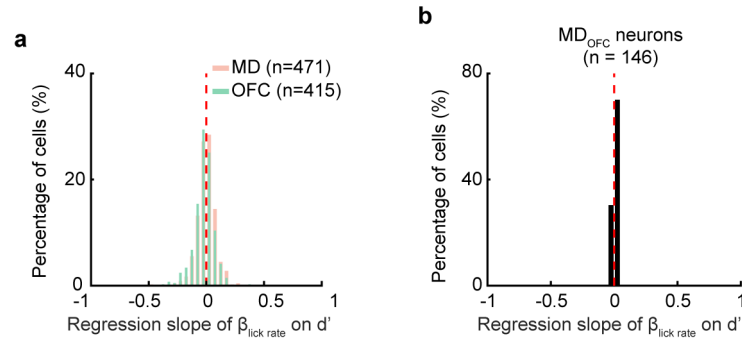 a
MD (n=471)
OFC (n=415)
Percentage of cells (%)
40
20
0
-1
-0.5
0
0.5
1
Regression slope of βlick rate on d'
b
MDOFC neurons
(n = 146)
Percentage of cells (%)
80
40
0
-1
-0.5
0
0.5
1
Regression slope of βlick rate on d'